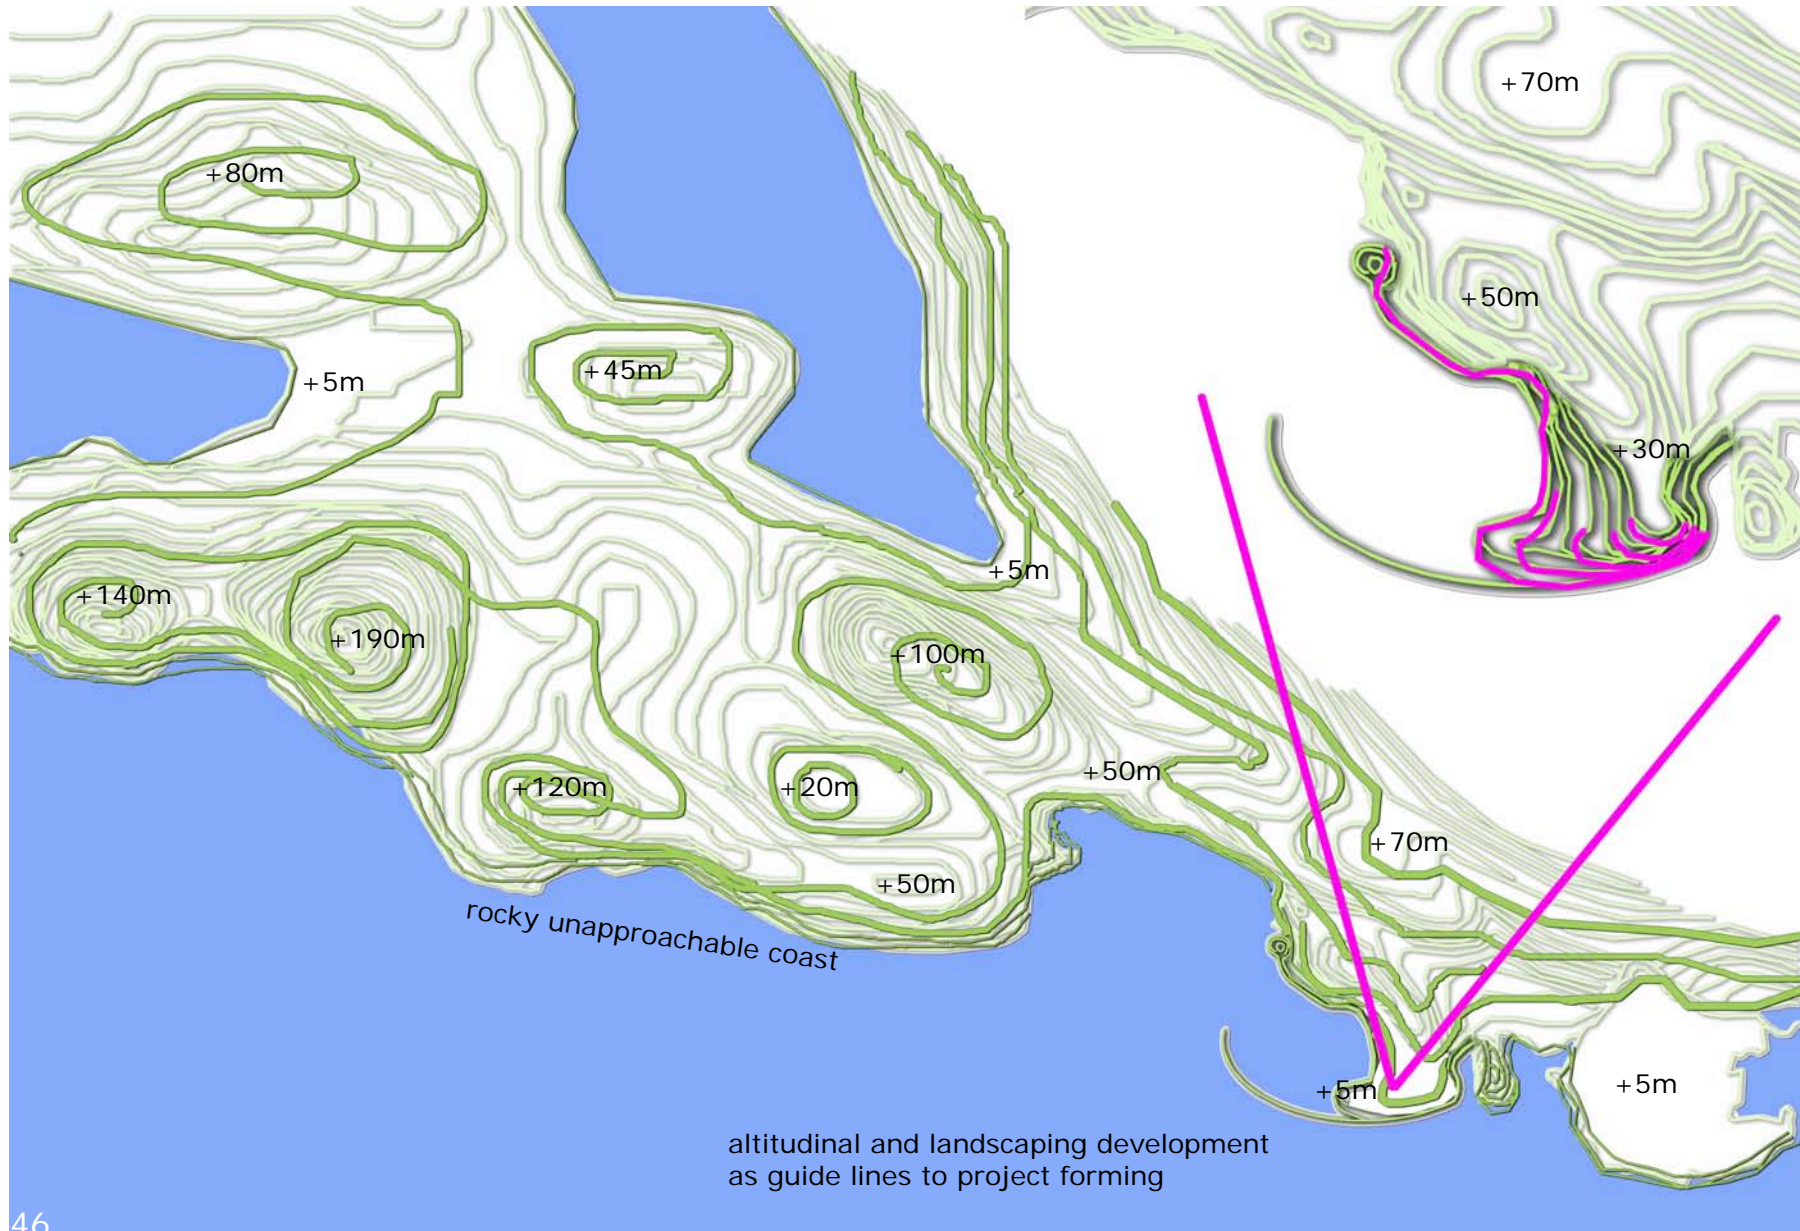 +70m
+80m
+50m
+5m
+45m
+30m
+5m
+140m
+190m
+100m
+50m
+120m
+20m
+70m
+50m
rocky unapproachable coast
+5m
+5m
altitudinal and landscaping development
as guide lines to project forming
46